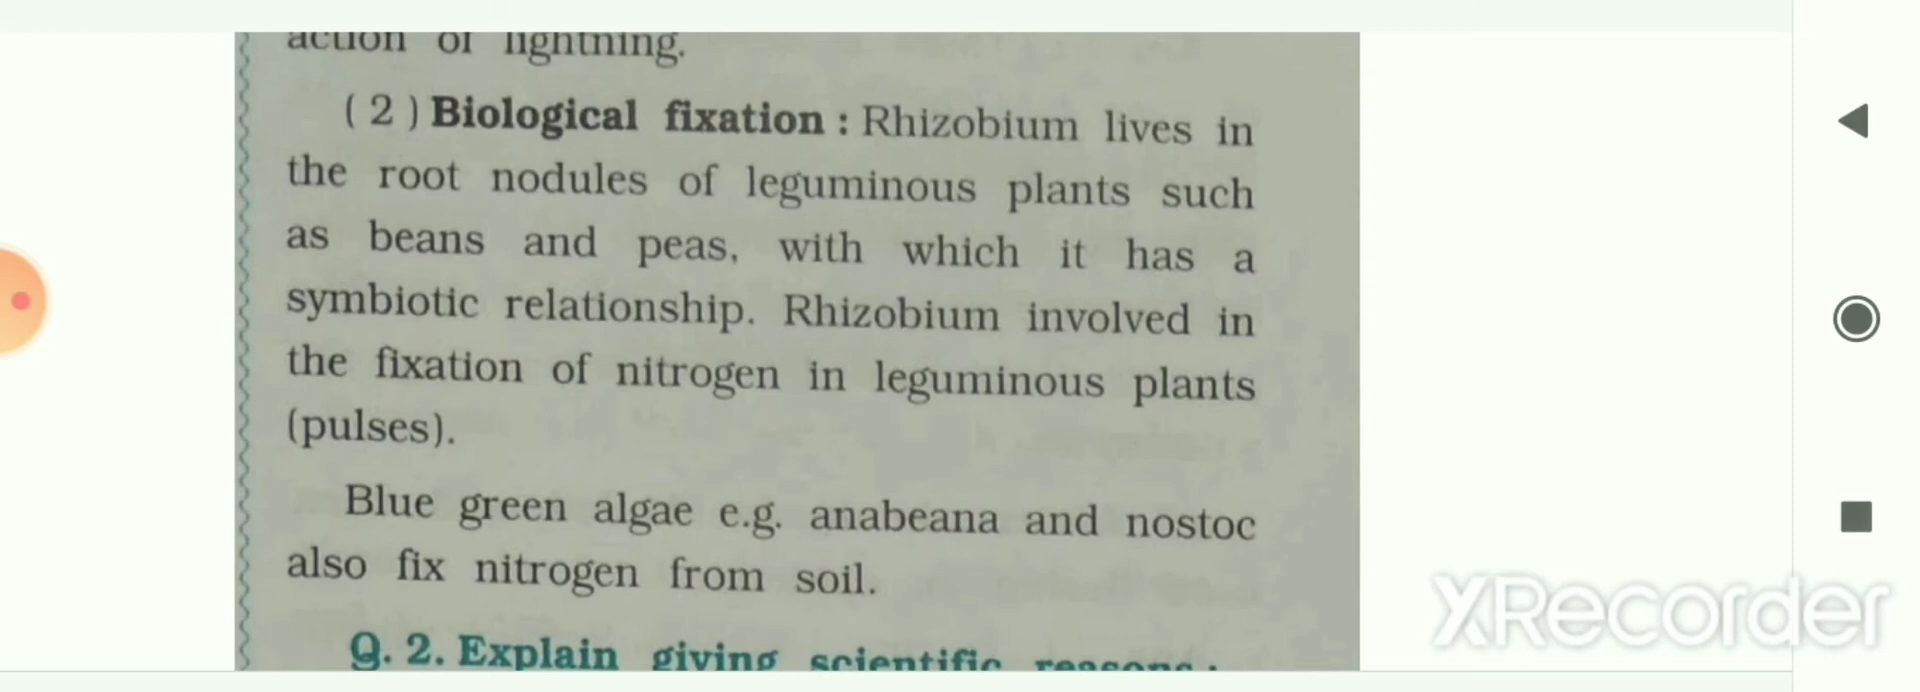 action of lightning.
( 2 ) Biological fixation : Rhizobium lives in
the root nodules of leguminous plants such
as beans and peas, with which it has a
symbiotic relationship. Rhizobium involved in
the fixation of nitrogen in leguminous plants
(pulses).
Blue green algae e.g. anabeana and nostoc
also fix nitrogen from soil.
Q. 2. Explain giving scientific reasons :
XRecorder